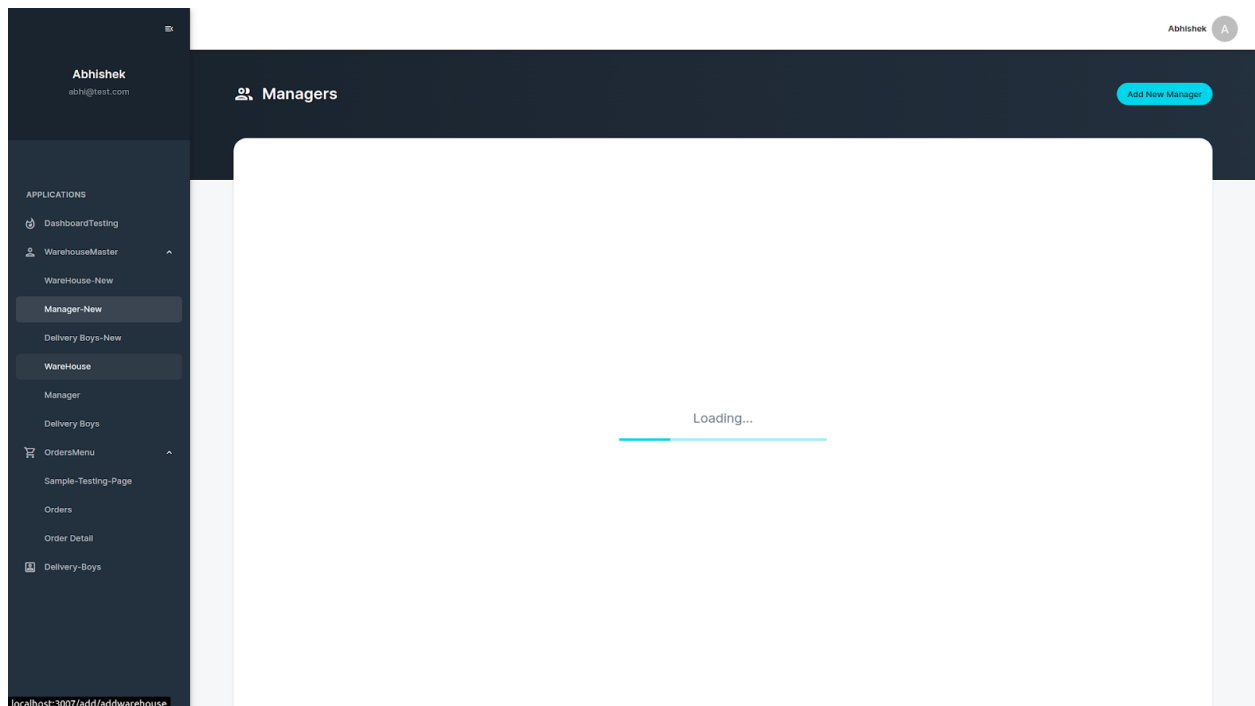 Abhishek
A
Abhishek
abhi@test.com
Managers
Add New Manager
APPLICATIONS
DashboardTesting
WarehouseMaster
WareHouse-New
Manager-New
Delivery Boys-New
WareHouse
Manager
Delivery Boys
OrdersMenu
Sample-Testing-Page
Orders
Order Detail
Delivery-Boys
Loading...
localhost:3007/add/addwarehouse